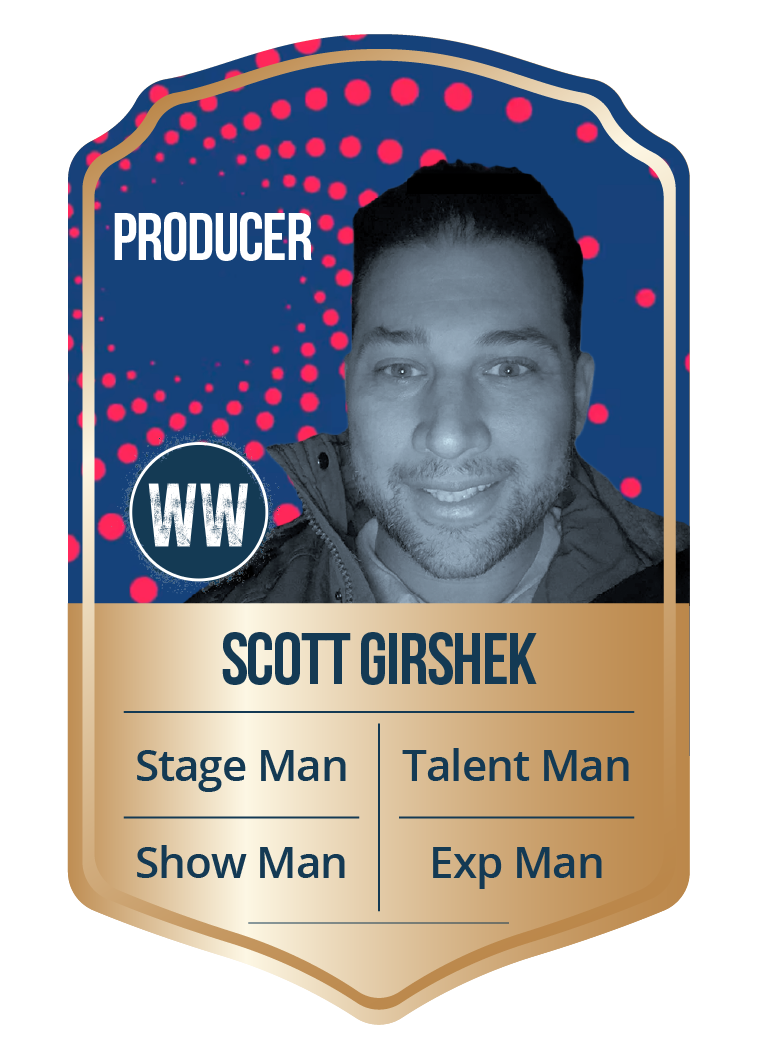 PRODUCER
WW
SCOTT GIRSHEK
Stage Man
Talent Man
Show Man
Exp Man